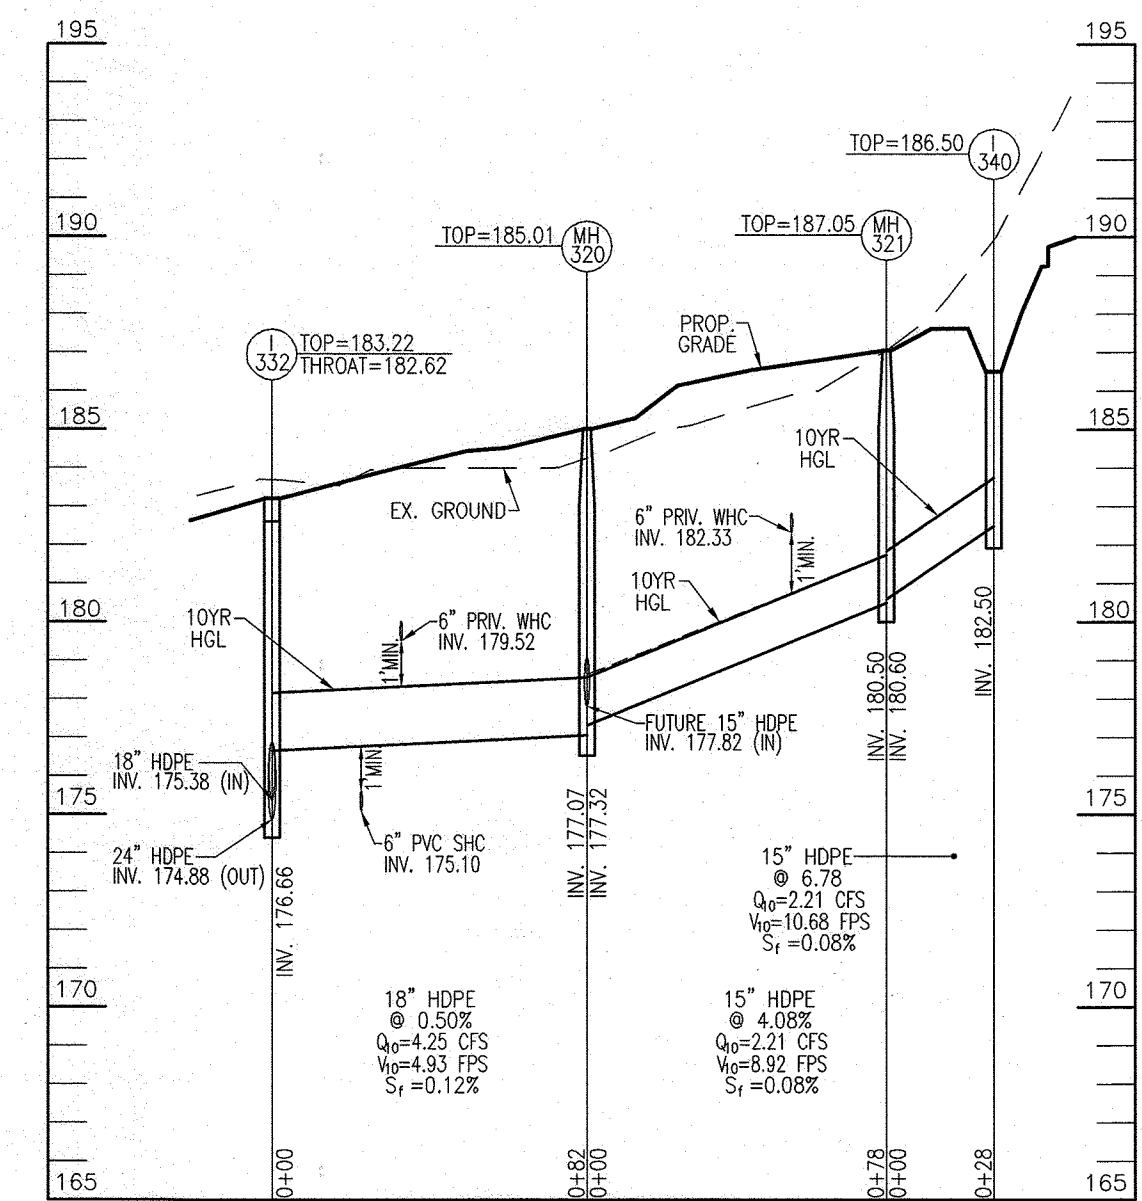 195
195
TOP=186.50
I
340
190
190
TOP=185.01
MH
320
TOP=187.05
MH
321
I
332
TOP=183.22
THROAT=182.62
PROP.
GRADE
185
185
10YR
HGL
EX. GROUND
6" PRIV. WHC
INV. 182.33
1'MIN.
10YR
HGL
180
180
10YR
HGL
6" PRIV. WHC
INV. 179.52
1'MIN.
INV. 182.50
INV. 180.50
INV. 180.60
FUTURE 15" HDPE
INV. 177.82 (IN)
18" HDPE
INV. 175.38 (IN)
1'MIN.
175
175
6" PVC SHC
INV. 175.10
24" HDPE
INV. 174.88 (OUT)
INV. 176.66
INV. 177.07
INV. 177.32
15" HDPE
@ 6.78
Q10=2.21 CFS
V10=10.68 FPS
Sf =0.08%
170
170
18" HDPE
@ 0.50%
Q10=4.25 CFS
V10=4.93 FPS
Sf =0.12%
15" HDPE
@ 4.08%
Q10=2.21 CFS
V10=8.92 FPS
Sf =0.08%
165
0+00
0+82
0+00
0+78
0+00
0+28
165